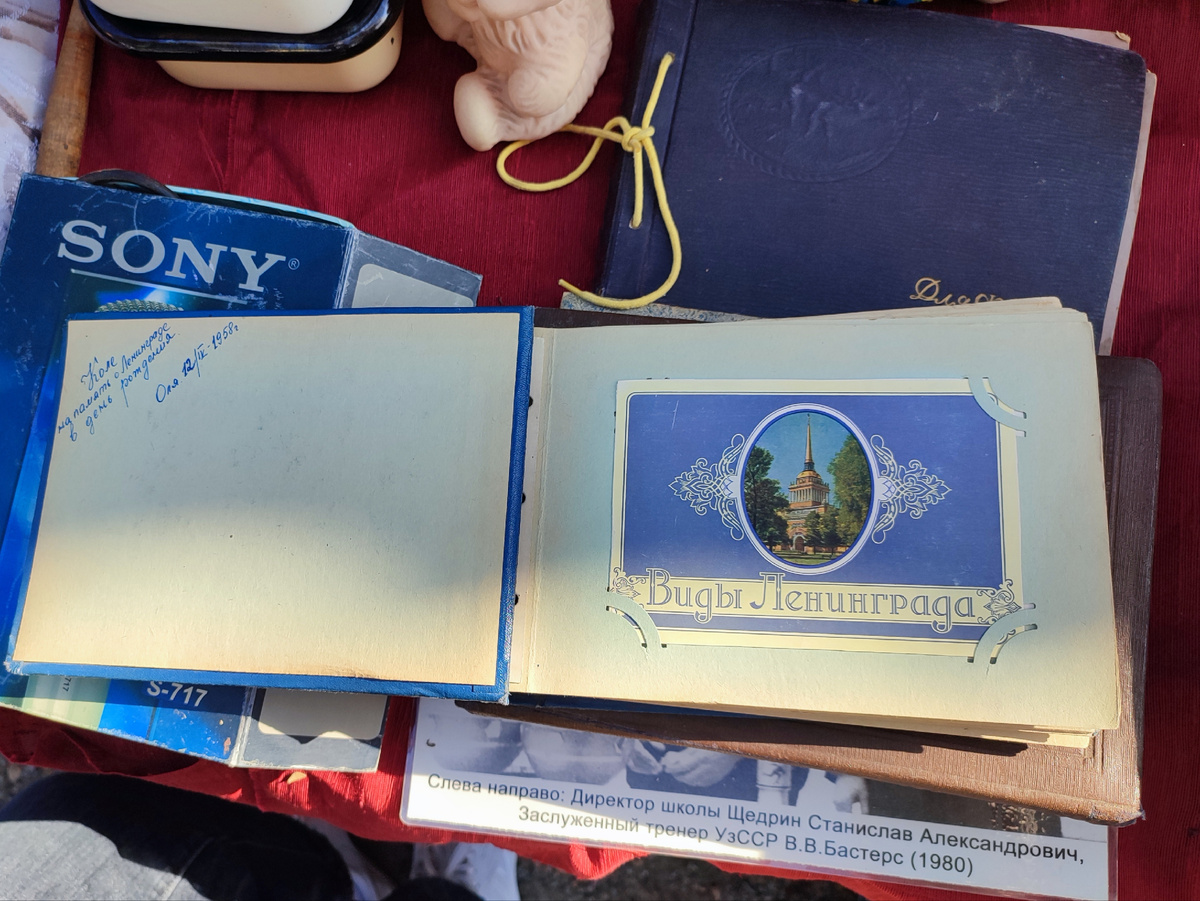 SONY
®
Для
Коле
на память о Ленинграде
в день рождения
Оля 12/IX-1958г
Виды Ленинграда
S-717
Слева направо: Директор школы Щедрин Станислав Александрович,
Заслуженный тренер УзССР В.В.Бастерс (1980)